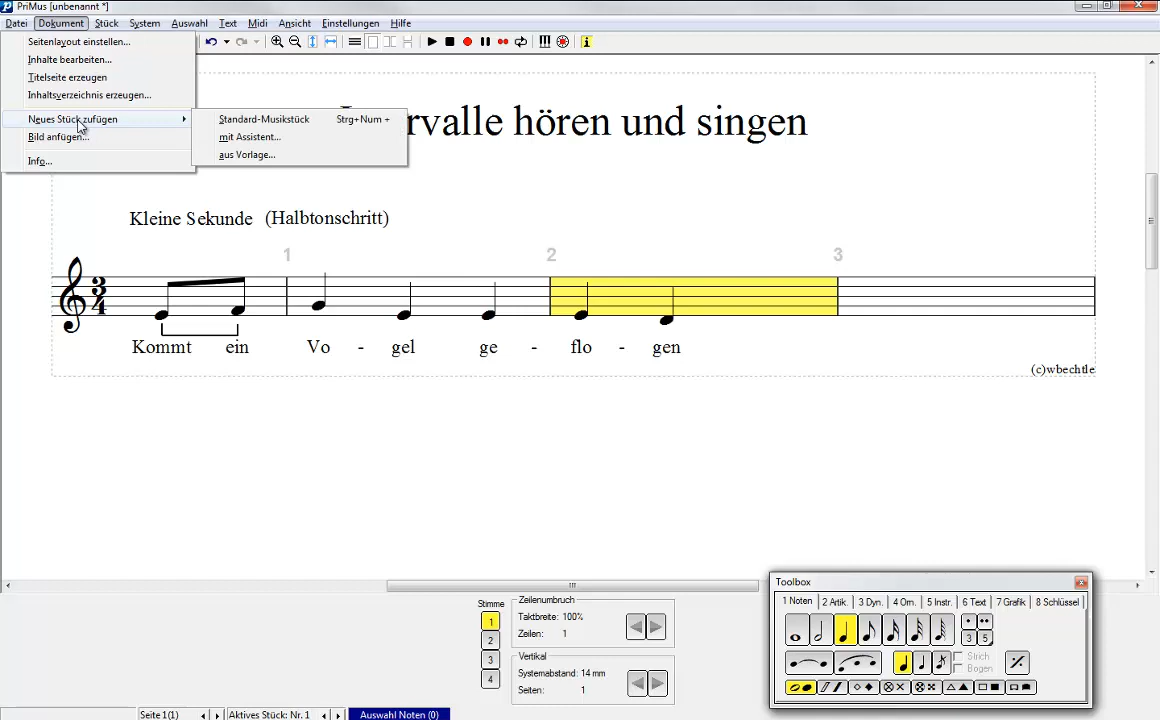 PriMus [unbenannt *]
Datei Dokument Stück System Auswahl Text Midi Ansicht Einstellungen Hilfe
Seitenlayout einstellen...
Inhalte bearbeiten...
Titelseite erzeugen
Inhaltsverzeichnis erzeugen...
Neues Stück zufügen
Bild anfügen...
Info...
Standard-Musikstück Strg+Num +
mit Assistent...
aus Vorlage...
rvalle hören und singen
Kleine Sekunde (Halbtonschritt)
1 2 3
3
4
Kommt ein Vo - gel ge - flo - gen
(c)wbechtle
Toolbox
1 Noten 2 Artik. 3 Dyn. 4 Orn. 5 Instr. 6 Text 7 Grafik 8 Schlüssel
3 5
Strich
Bogen
Stimme
1
2
3
4
Zeilenumbruch
Taktbreite: 100%
Zeilen: 1
Vertikal
Systemabstand: 14 mm
Seiten: 1
Seite 1(1) Aktives Stück: Nr. 1 Auswahl Noten (0)